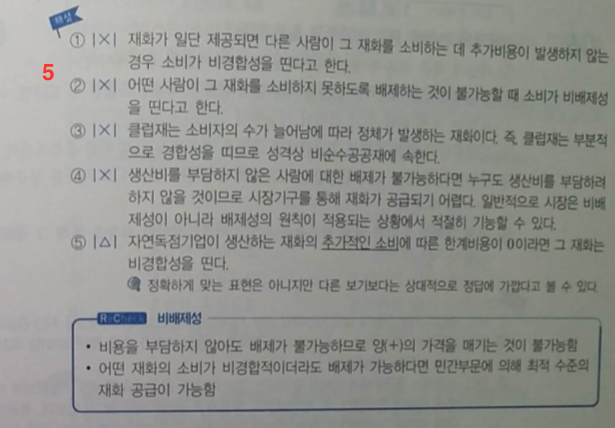 해설
5
① |×| 재화가 일단 제공되면 다른 사람이 그 재화를 소비하는 데 추가비용이 발생하지 않는
경우 소비가 비경합성을 띤다고 한다.
② |×| 어떤 사람이 그 재화를 소비하지 못하도록 배제하는 것이 불가능할 때 소비가 비배제성
을 띤다고 한다.
③ |×| 클럽재는 소비자의 수가 늘어남에 따라 정체가 발생하는 재화이다. 즉, 클럽재는 부분적
으로 경합성을 띠므로 성격상 비순수공공재에 속한다.
④ |×| 생산비를 부담하지 않은 사람에 대한 배제가 불가능하다면 누구도 생산비를 부담하려
하지 않을 것이므로 시장기구를 통해 재화가 공급되기 어렵다. 일반적으로 시장은 비배
제성이 아니라 배제성의 원칙이 적용되는 상황에서 적절히 기능할 수 있다.
⑤ |△| 자연독점기업이 생산하는 재화의 추가적인 소비에 따른 한계비용이 0이라면 그 재화는
비경합성을 띤다.
정확하게 맞는 표현은 아니지만 다른 보기보다는 상대적으로 정답에 가깝다고 볼 수 있다.
ReCheck 비배제성
• 비용을 부담하지 않아도 배제가 불가능하므로 양(+)의 가격을 매기는 것이 불가능함
• 어떤 재화의 소비가 비경합적이더라도 배제가 가능하다면 민간부문에 의해 최적 수준의
재화 공급이 가능함